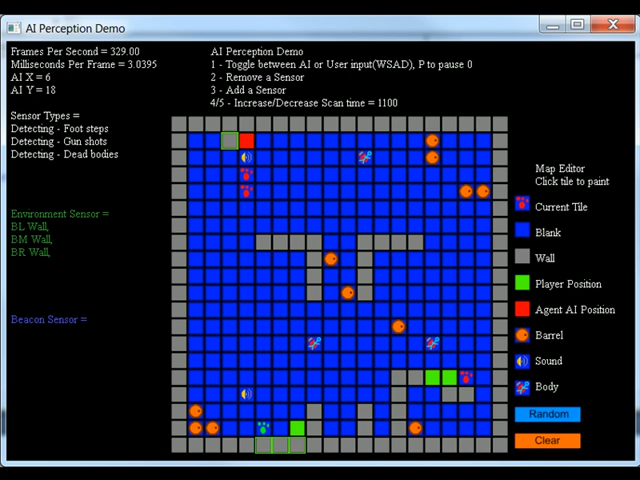 AI Perception Demo
Frames Per Second = 329.00
Milliseconds Per Frame = 3.0395
AI X = 6
AI Y = 18
AI Perception Demo
1 - Toggle between AI or User input(WSAD), P to pause 0
2 - Remove a Sensor
3 - Add a Sensor
4/5 - Increase/Decrease Scan time = 1100
Sensor Types =
Detecting - Foot steps
Detecting - Gun shots
Detecting - Dead bodies
Environment Sensor =
BL Wall,
BM Wall,
BR Wall,
Beacon Sensor =
Map Editor
Click tile to paint
Current Tile
Blank
Wall
Player Position
Agent AI Position
Barrel
Sound
Body
Random
Clear